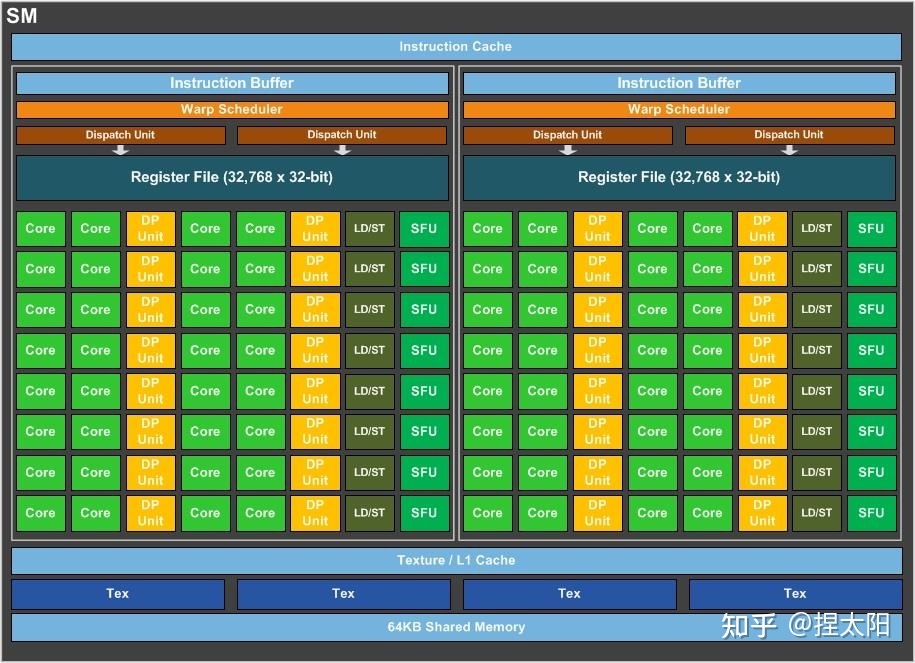 SM
Instruction Cache
Instruction Buffer Instruction Buffer
Warp Scheduler Warp Scheduler
Dispatch Unit Dispatch Unit Dispatch Unit Dispatch Unit
Register File (32,768 x 32-bit) Register File (32,768 x 32-bit)
Core Core DP Unit Core Core DP Unit LD/ST SFU Core Core DP Unit Core Core DP Unit LD/ST SFU
Core Core DP Unit Core Core DP Unit LD/ST SFU Core Core DP Unit Core Core DP Unit LD/ST SFU
Core Core DP Unit Core Core DP Unit LD/ST SFU Core Core DP Unit Core Core DP Unit LD/ST SFU
Core Core DP Unit Core Core DP Unit LD/ST SFU Core Core DP Unit Core Core DP Unit LD/ST SFU
Core Core DP Unit Core Core DP Unit LD/ST SFU Core Core DP Unit Core Core DP Unit LD/ST SFU
Core Core DP Unit Core Core DP Unit LD/ST SFU Core Core DP Unit Core Core DP Unit LD/ST SFU
Core Core DP Unit Core Core DP Unit LD/ST SFU Core Core DP Unit Core Core DP Unit LD/ST SFU
Core Core DP Unit Core Core DP Unit LD/ST SFU Core Core DP Unit Core Core DP Unit LD/ST SFU
Texture / L1 Cache
Tex Tex Tex Tex
64KB Shared Memory
知乎 @捏太阳